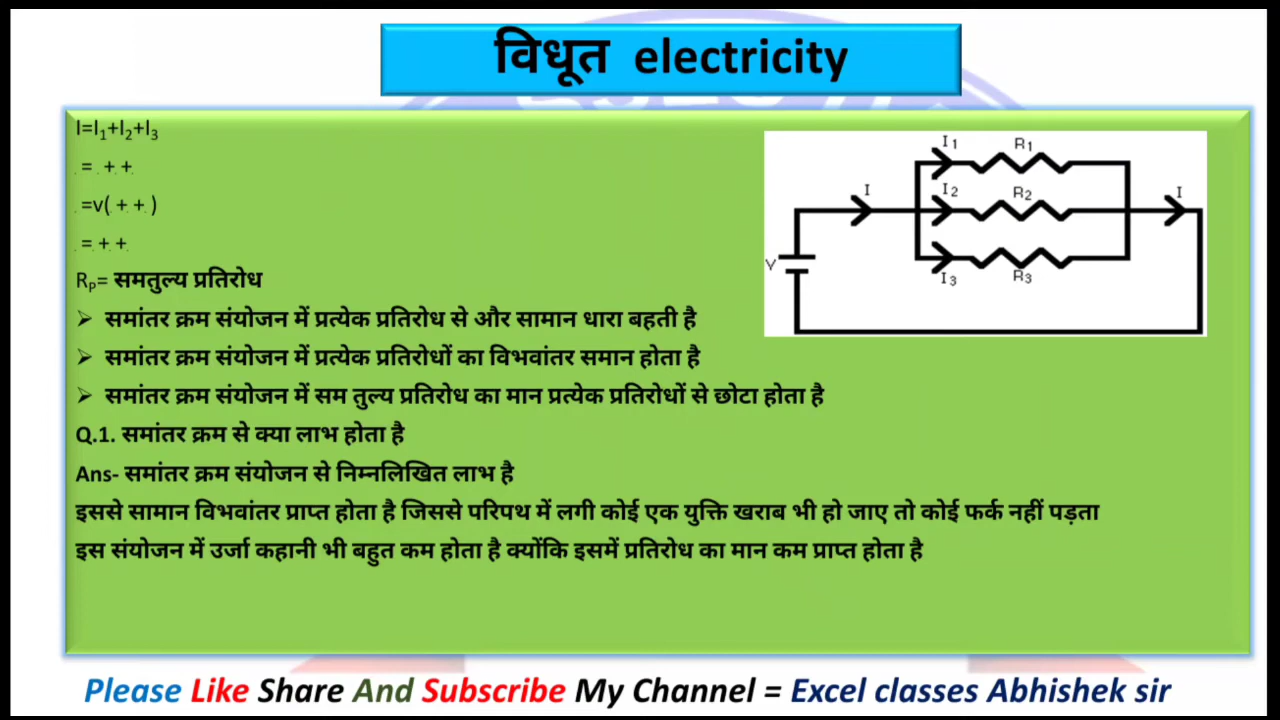 विधूत electricity
I=I₁+I₂+I₃
= + +
=v( + + )
= + +
R_P= समतुल्य प्रतिरोध
➢ समांतर क्रम संयोजन में प्रत्येक प्रतिरोध से और सामान धारा बहती है
➢ समांतर क्रम संयोजन में प्रत्येक प्रतिरोधों का विभवांतर समान होता है
➢ समांतर क्रम संयोजन में सम तुल्य प्रतिरोध का मान प्रत्येक प्रतिरोधों से छोटा होता है
Q.1. समांतर क्रम से क्या लाभ होता है
Ans- समांतर क्रम संयोजन से निम्नलिखित लाभ है
इससे सामान विभवांतर प्राप्त होता है जिससे परिपथ में लगी कोई एक युक्ति खराब भी हो जाए तो कोई फर्क नहीं पड़ता
इस संयोजन में उर्जा कहानी भी बहुत कम होता है क्योंकि इसमें प्रतिरोध का मान कम प्राप्त होता है
I₁ R₁
I I₂ R₂ I
V
I₃ R₃
Please Like Share And Subscribe My Channel = Excel classes Abhishek sir